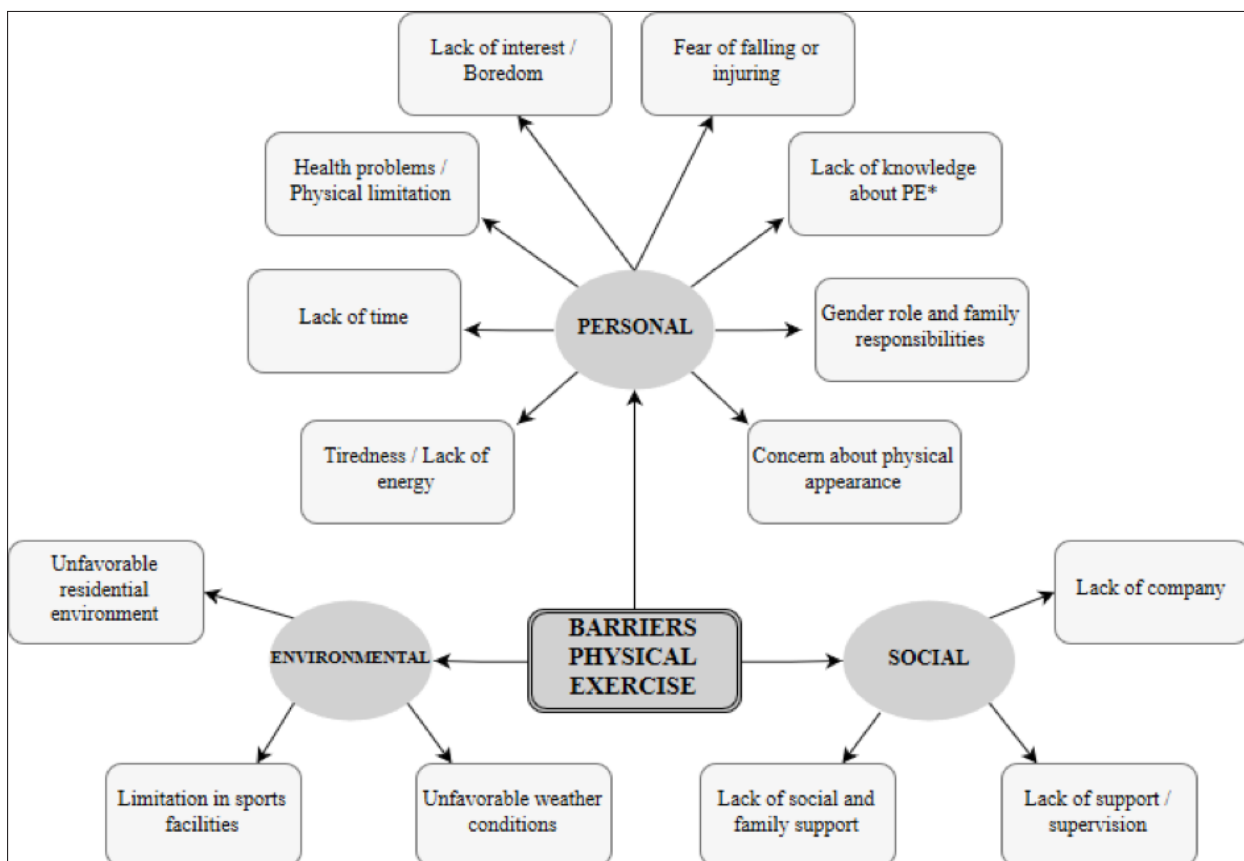 Lack of interest /
Boredom
Fear of falling or
injuring
Health problems /
Physical limitation
Lack of knowledge
about PE*
Lack of time
PERSONAL
Gender role and family
responsibilities
Tiredness / Lack of
energy
Concern about physical
appearance
Unfavorable
residential
environment
Lack of company
ENVIRONMENTAL
BARRIERS
PHYSICAL
EXERCISE
SOCIAL
Limitation in sports
facilities
Unfavorable weather
conditions
Lack of social and
family support
Lack of support /
supervision